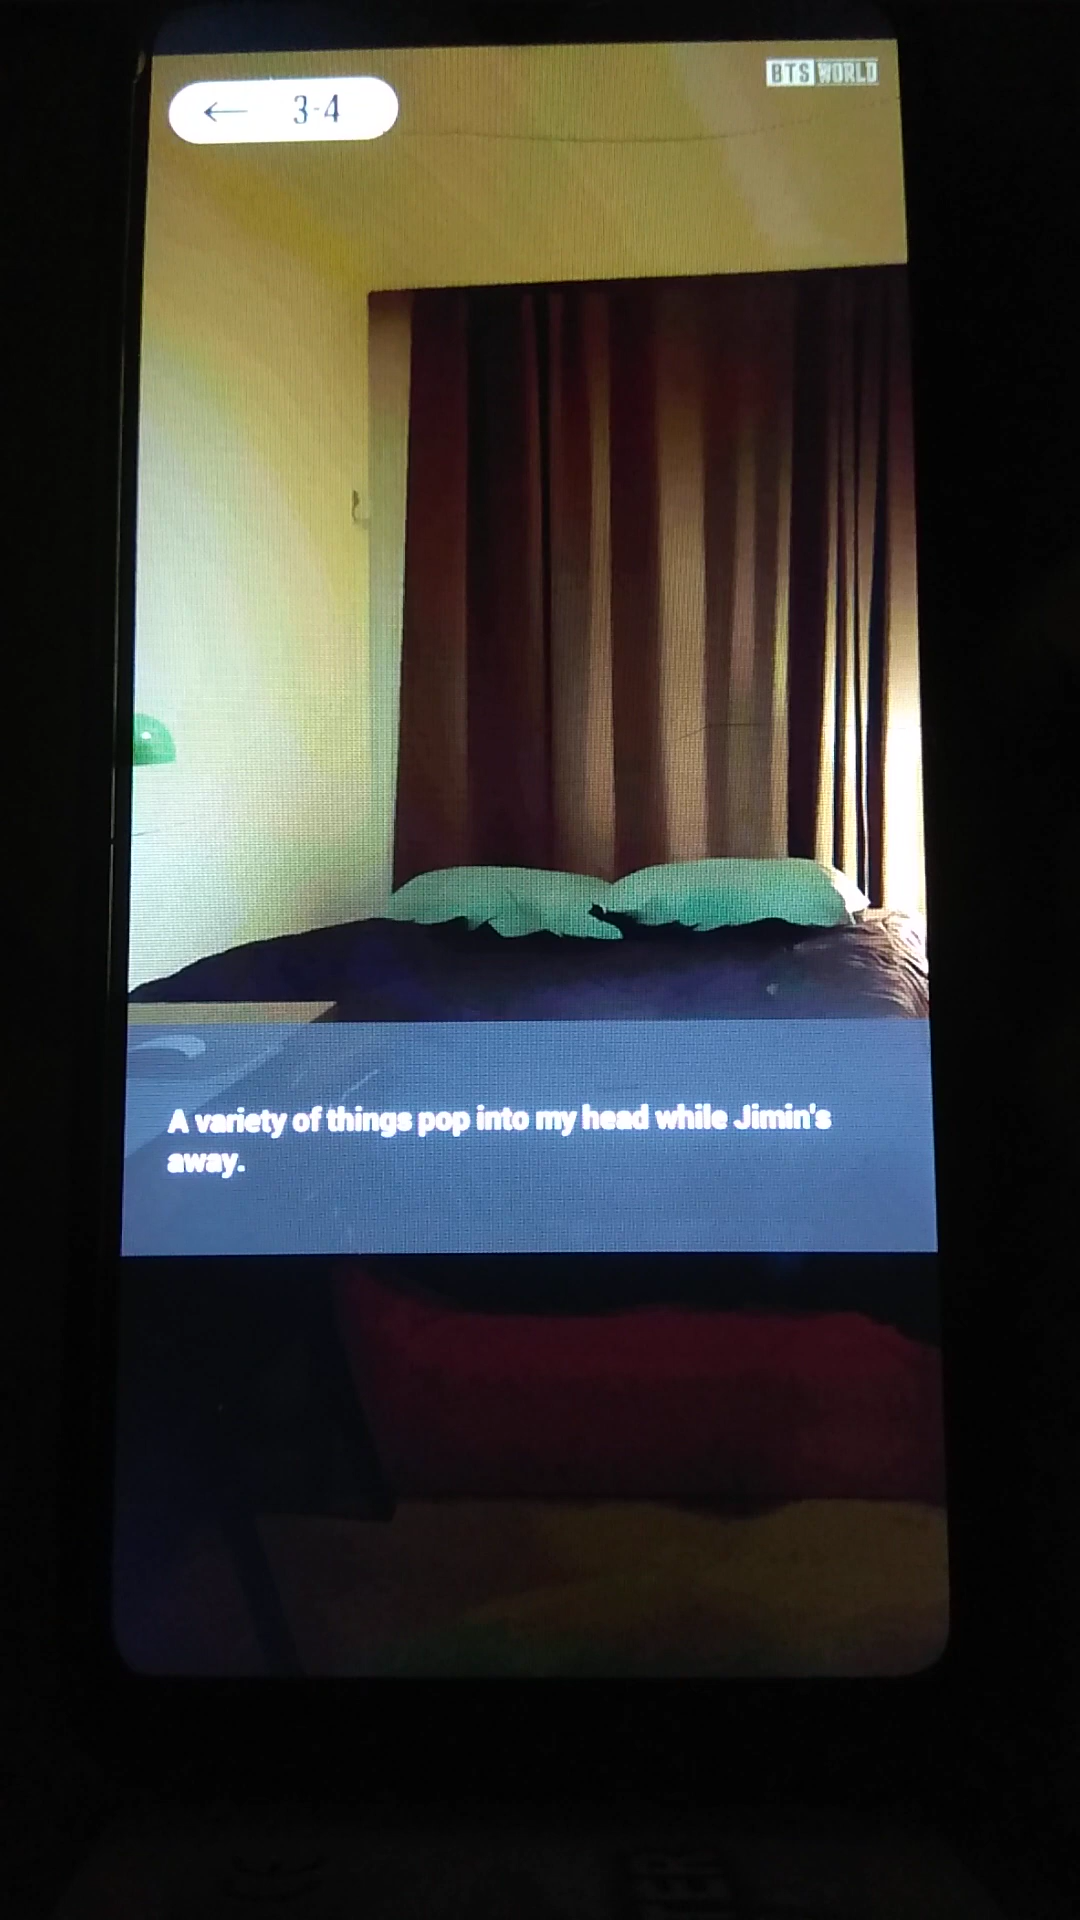 BTS WORLD
← 3-4
A variety of things pop into my head while Jimin's
away.